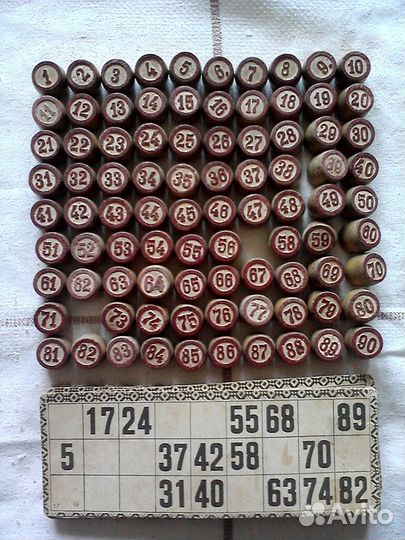 1 2 3 4 5 6. 7 8 9. 10
11 12 13 14 15 16 17 18 19 20
21 22 23 24 25 26 27 28 29 30
31 32 33 34 35 36 37 38 39 40
41 42 43 44 45 46 47 48 49 50
51 52 53 54 55 56 58 59 60
61 62 63 64 65 66 67 68 69 70
71 73 74 75 76 77 78 79 80
81 82 83 84 85 86 87 88 89 90
17 24 55 68 89
5 37 42 58 70
31 40 63 74 82
Avito